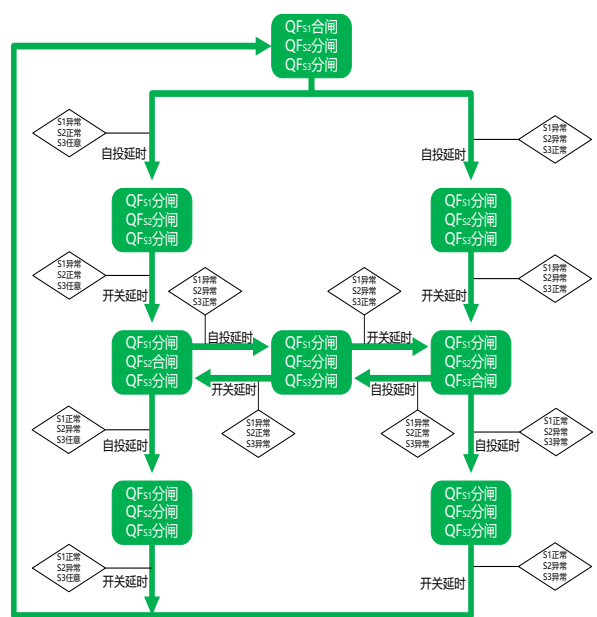 QFS1合闸
QFS2分闸
QFS3分闸
S1异常
S2正常
S3任意
自投延时
S1异常
S2异常
S3正常
自投延时
QFS1分闸
QFS2分闸
QFS3分闸
QFS1分闸
QFS2分闸
QFS3分闸
S1异常
S2正常
S3任意
开关延时
S1异常
S2异常
S3正常
S1异常
S2异常
S3正常
S1异常
S2异常
S3正常
开关延时
QFS1分闸
QFS2合闸
QFS3分闸
自投延时
QFS1分闸
QFS2分闸
QFS3分闸
开关延时
QFS1分闸
QFS2分闸
QFS3合闸
开关延时
自投延时
S1正常
S2异常
S3任意
自投延时
S1异常
S2正常
S3异常
S1异常
S2正常
S3异常
自投延时
S1正常
S2异常
S3异常
QFS1分闸
QFS2分闸
QFS3分闸
QFS1分闸
QFS2分闸
QFS3分闸
S1正常
S2异常
S3任意
开关延时
开关延时
S1正常
S2异常
S3异常